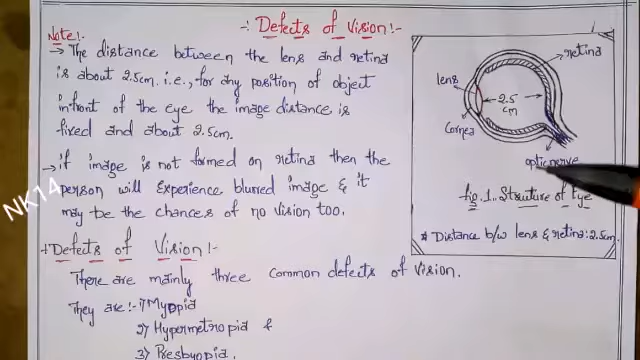 -: Defects of Vision :-
Note:-
→ The distance between the lens and retina
is about 2.5cm. i.e., for any position of object
infront of the eye the image distance is
fixed and about 2.5cm.
→ if image is not formed on retina then the
person will Experience blurred image & it
may be the chances of no vision too.
NK14
-: Defects of Vision :-
There are mainly three common defects of vision.
They are:- 1) Myopia
2) Hypermetropia &
3) Presbyopia.
retina
lens
2.5
cm
Cornea
optic nerve
fig. 1. Struture of Eye
* Distance b/w lens & retina: 2.5cm